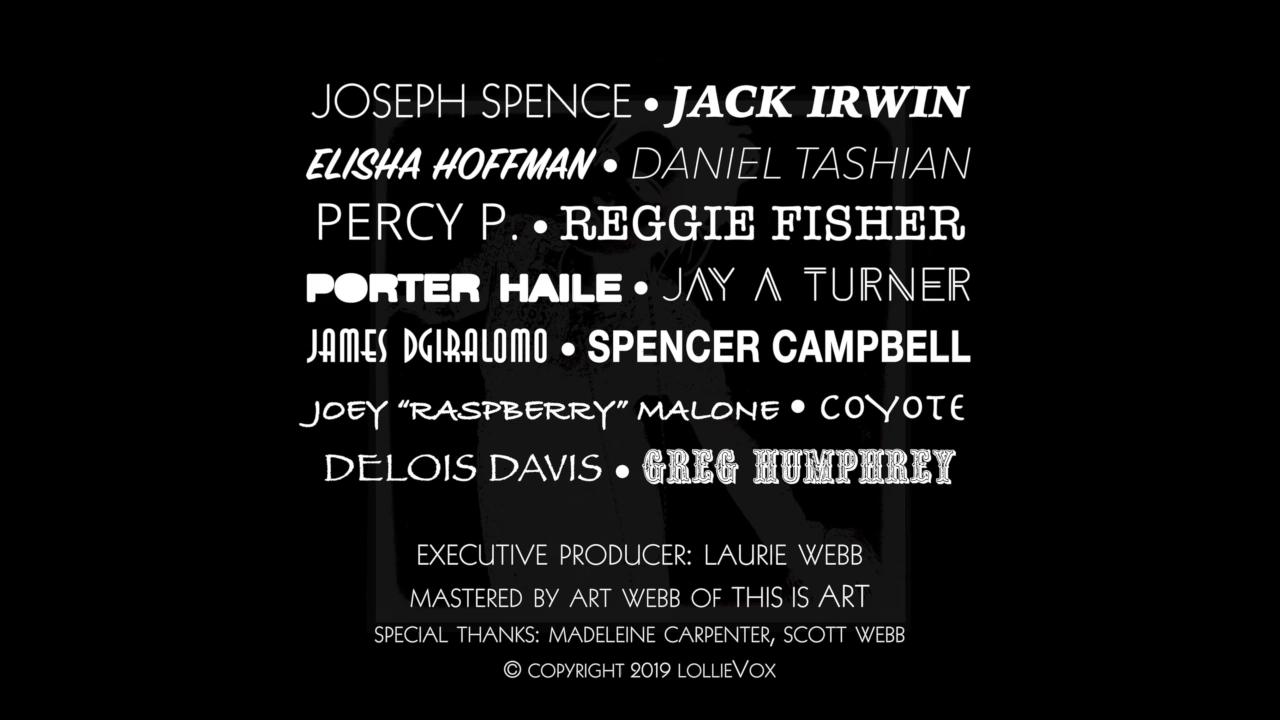 JOSEPH SPENCE • JACK IRWIN
ELISHA HOFFMAN • DANIEL TASHIAN
PERCY P. • REGGIE FISHER
PORTER HAILE • JAY A TURNER
JAMES DGIRALOMO • SPENCER CAMPBELL
JOEY “RASPBERRY” MALONE • COYOTE
DELOIS DAVIS • GREG HUMPHREY
EXECUTIVE PRODUCER: LAURIE WEBB
MASTERED BY ART WEBB OF THIS IS ART
SPECIAL THANKS: MADELEINE CARPENTER, SCOTT WEBB
© COPYRIGHT 2019 LOLLIEVOX